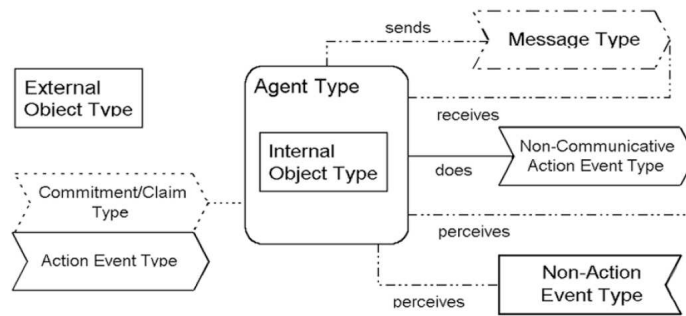 sends
Message Type
External
Object Type
Agent Type
receives
Internal
Object Type
Non-Communicative
Action Event Type
does
Commitment/Claim
Type
perceives
Action Event Type
Non-Action
Event Type
perceives